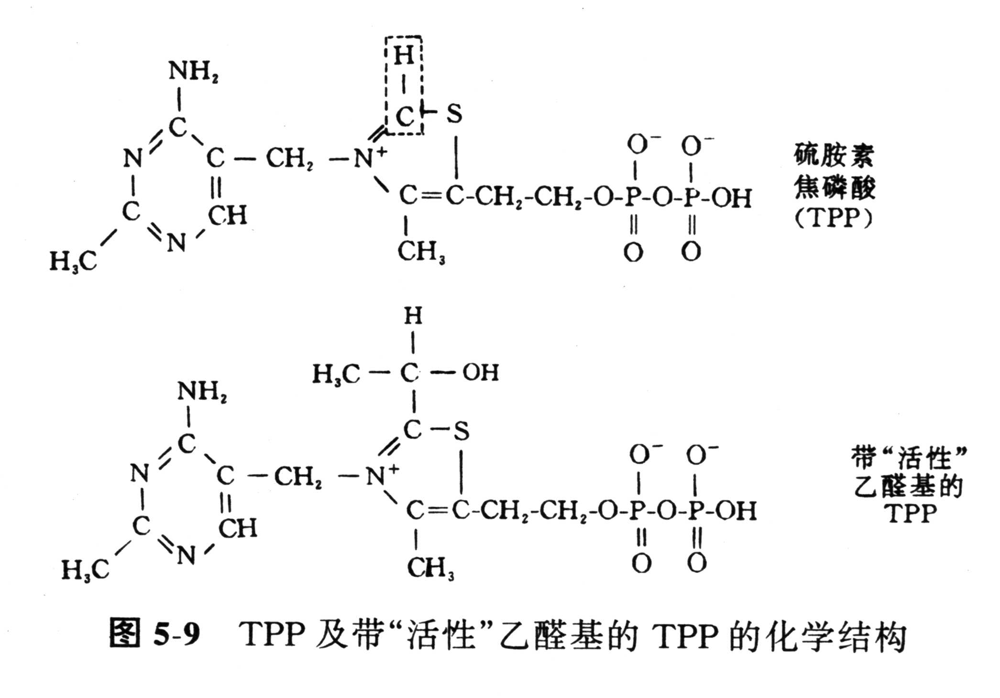 H
NH₂
C
S
C
O⁻ O⁻
N
C
CH₂
N⁺
硫胺素
焦磷酸
(TPP)
C=C-CH₂-CH₂-O-P-O-P-OH
C
CH
N
H₃C
CH₃
O O
H
H₃C-C-OH
NH₂
C-S
C
O⁻ O⁻
N
C-CH₂-N⁺
带“活性”
乙醛基的
TPP
C=C-CH₂-CH₂-O-P-O-P-OH
C
CH
N
H₃C
CH₃
O O
图 5-9 TPP 及带“活性”乙醛基的 TPP 的化学结构